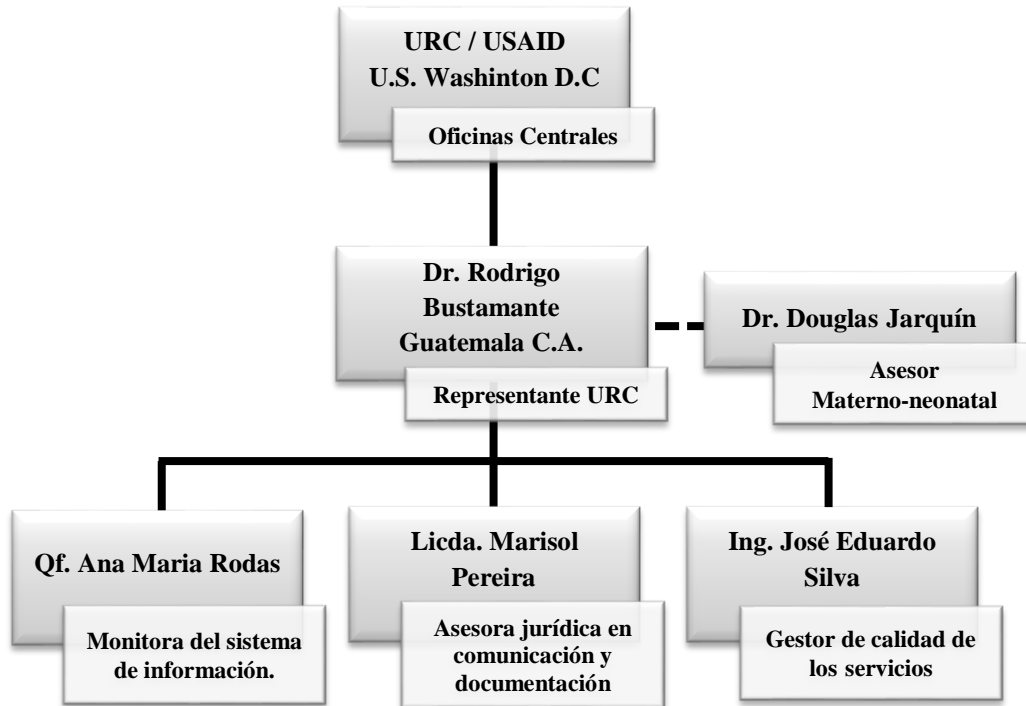 URC / USAID
U.S. Washinton D.C
Oficinas Centrales
Dr. Rodrigo
Bustamante
Guatemala C.A.
Representante URC
Dr. Douglas Jarquín
Asesor
Materno-neonatal
Qf. Ana Maria Rodas
Monitora del sistema
de información.
Licda. Marisol
Pereira
Asesora jurídica en
comunicación y
documentación
Ing. José Eduardo
Silva
Gestor de calidad de
los servicios